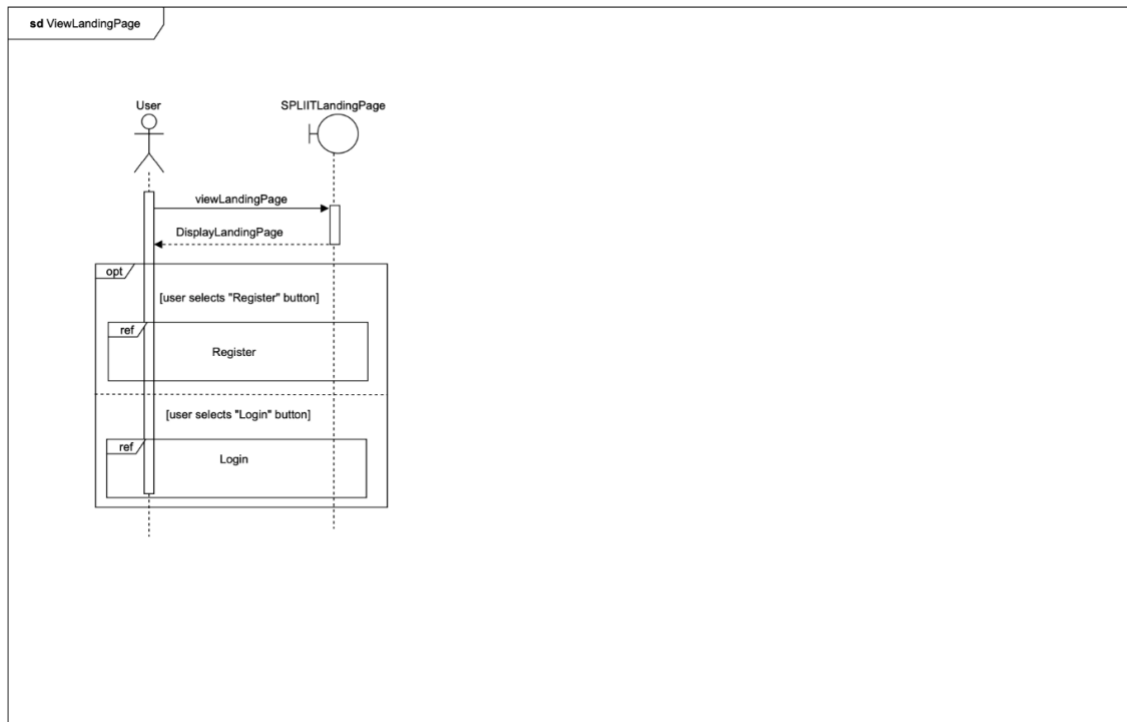 sd ViewLandingPage
User
SPLIITLandingPage
viewLandingPage
DisplayLandingPage
opt
[user selects "Register" button]
ref
Register
[user selects "Login" button]
ref
Login